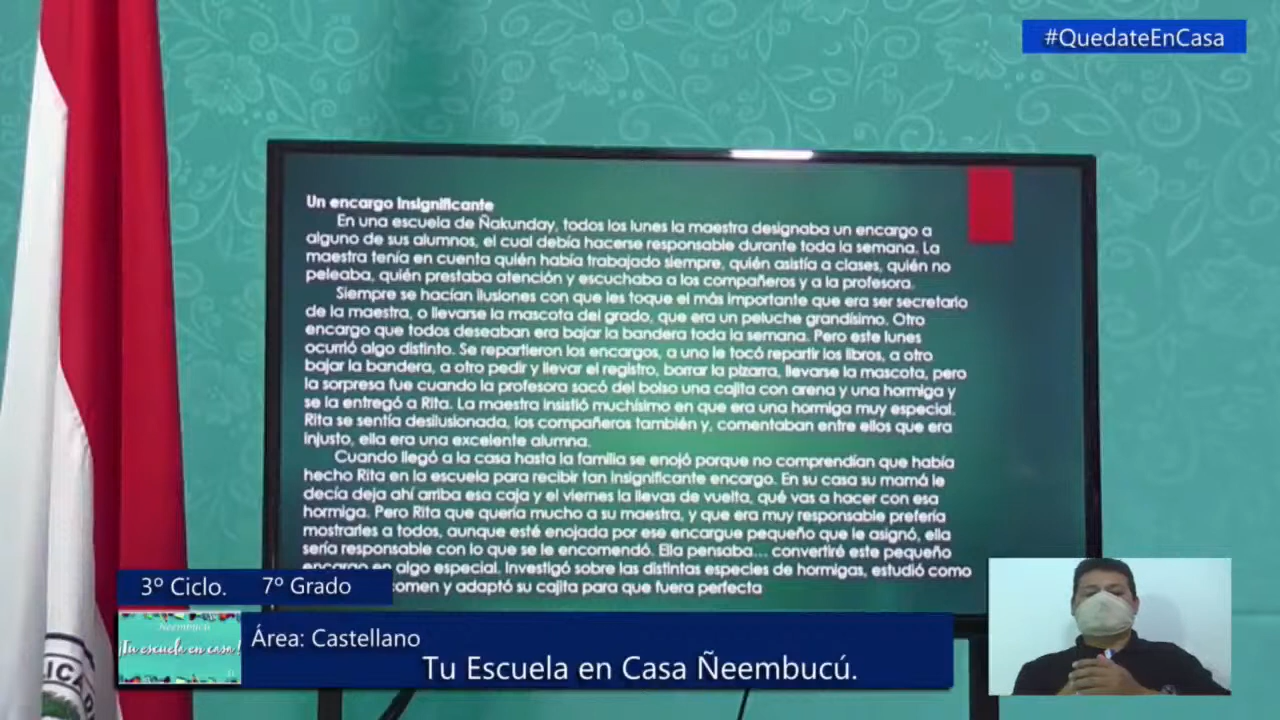 #QuedateEnCasa
Un encargo Insignificante
En una escuela de Ñakunday, todos los lunes la maestra designaba un encargo a
alguno de sus alumnos, el cual debía hacerse responsable durante toda la semana. La
maestra tenía en cuenta quién había trabajado siempre, quién asistía a clases, quién no
peleaba, quién prestaba atención y escuchaba a los compañeros y a la profesora.
Siempre se hacían ilusiones con que les toque el más importante que era ser secretario
de la maestra, o llevarse la mascota del grado, que era un peluche grandísimo. Otro
encargo que todos deseaban era bajar la bandera toda la semana. Pero este lunes
ocurrió algo distinto. Se repartieron los encargos, a uno le tocó repartir los libros, a otro
bajar la bandera, a otro pedir y llevar el registro, borrar la pizarra, llevarse la mascota, pero
la sorpresa fue cuando la profesora sacó del bolso una cajita con arena y una hormiga y
se la entregó a Rita. La maestra insistió muchísimo en que era una hormiga muy especial.
Rita se sentía desilusionada, los compañeros también y, comentaban entre ellos que era
injusto, ella era una excelente alumna.
Cuando llegó a la casa hasta la familia se enojó porque no comprendían que había
hecho Rita en la escuela para recibir tan insignificante encargo. En su casa su mamá le
decía deja ahí arriba esa caja y el viernes la llevas de vuelta, qué vas a hacer con esa
hormiga. Pero Rita que quería mucho a su maestra, y que era muy responsable prefería
mostrarles a todos, aunque esté enojada por ese encargue pequeño que le asignó, ella
sería responsable con lo que se le encomendó. Ella pensaba... convertiré este pequeño
encargo en algo especial. Investigó sobre las distintas especies de hormigas, estudió como
comen y adaptó su cajita para que fuera perfecta
3º Ciclo. 7º Grado
Ñeembucú
¡Tu escuela en casa!
Área: Castellano
Tu Escuela en Casa Ñeembucú.